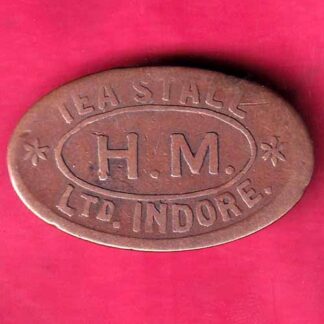 TEA STALL
H.M.
LTD. INDORE.